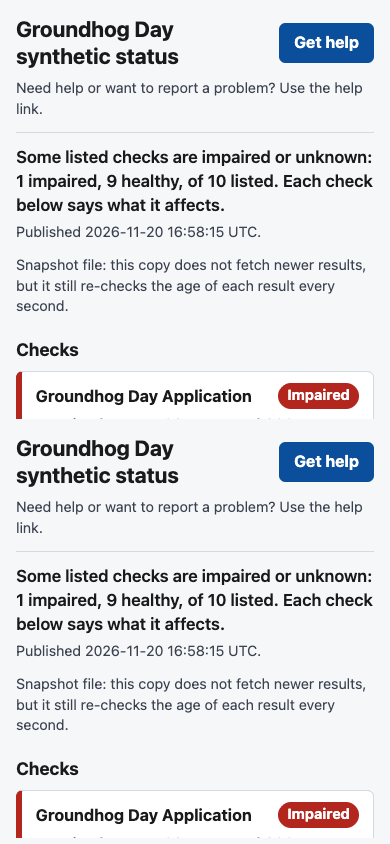 Groundhog Day
synthetic status
Get help
Need help or want to report a problem? Use the help
link.
Some listed checks are impaired or unknown:
1 impaired, 9 healthy, of 10 listed. Each check
below says what it affects.
Published 2026-11-20 16:58:15 UTC.
Snapshot file: this copy does not fetch newer results,
but it still re-checks the age of each result every
second.
Checks
Groundhog Day Application
Impaired
Groundhog Day
synthetic status
Get help
Need help or want to report a problem? Use the help
link.
Some listed checks are impaired or unknown:
1 impaired, 9 healthy, of 10 listed. Each check
below says what it affects.
Published 2026-11-20 16:58:15 UTC.
Snapshot file: this copy does not fetch newer results,
but it still re-checks the age of each result every
second.
Checks
Groundhog Day Application
Impaired